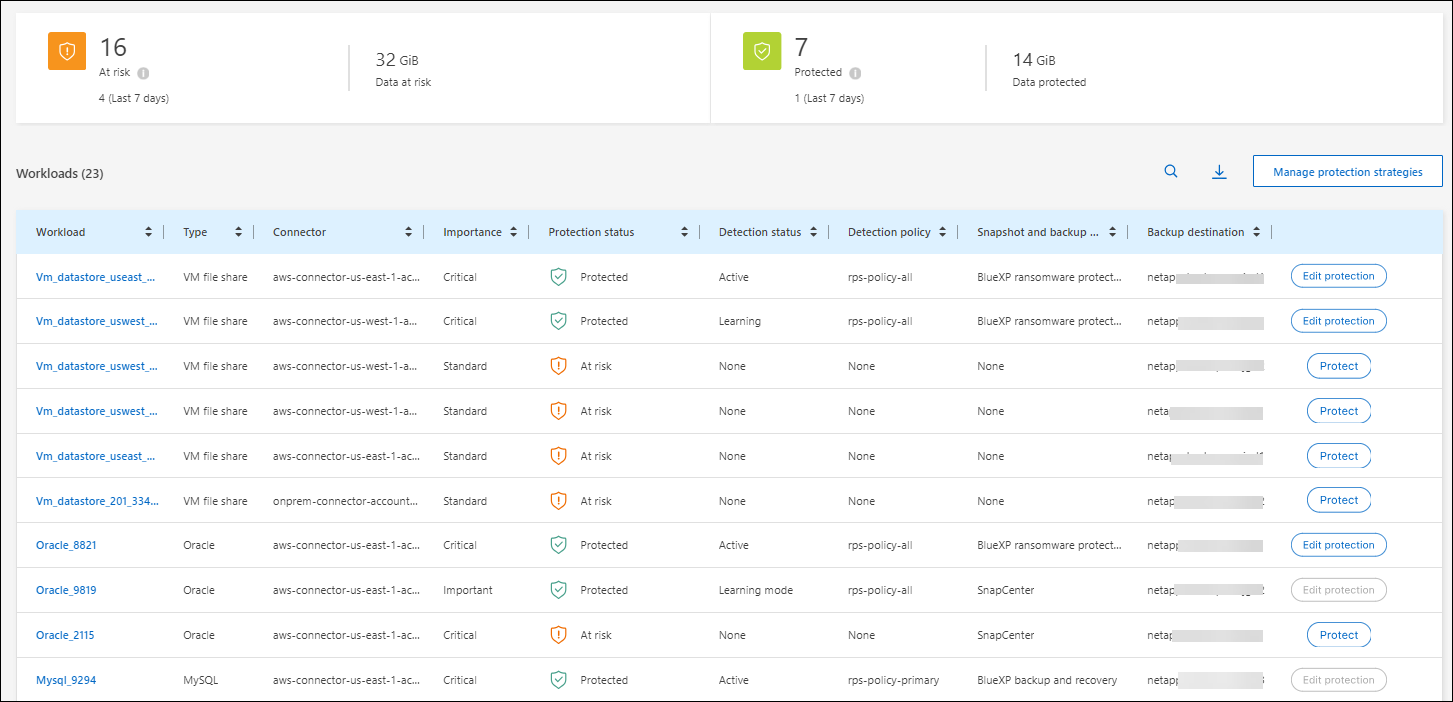 16
At risk
4 (Last 7 days)
32 GiB
Data at risk
7
Protected
1 (Last 7 days)
14 GiB
Data protected
Workloads (23)
Manage protection strategies
Workload Type Connector Importance Protection status Detection status Detection policy Snapshot and backup ... Backup destination
Vm_datastore_useast_... VM file share aws-connector-us-east-1-ac... Critical Protected Active rps-policy-all BlueXP ransomware protect... netap Edit protection
Vm_datastore_uswest_... VM file share aws-connector-us-west-1-a... Critical Protected Learning rps-policy-all BlueXP ransomware protect... netap Edit protection
Vm_datastore_uswest_... VM file share aws-connector-us-west-1-a... Standard At risk None None None netap Protect
Vm_datastore_uswest_... VM file share aws-connector-us-west-1-a... Standard At risk None None None neta Protect
Vm_datastore_useast_... VM file share aws-connector-us-east-1-ac... Standard At risk None None None netap Protect
Vm_datastore_201_334... VM file share onprem-connector-account... Standard At risk None None None netap Protect
Oracle_8821 Oracle aws-connector-us-east-1-ac... Critical Protected Active rps-policy-all BlueXP ransomware protect... netap Edit protection
Oracle_9819 Oracle aws-connector-us-east-1-ac... Important Protected Learning mode rps-policy-all SnapCenter netap Edit protection
Oracle_2115 Oracle aws-connector-us-east-1-ac... Critical At risk None None SnapCenter netap Protect
Mysql_9294 MySQL aws-connector-us-east-1-ac... Critical Protected Active rps-policy-primary BlueXP backup and recovery netap Edit protection